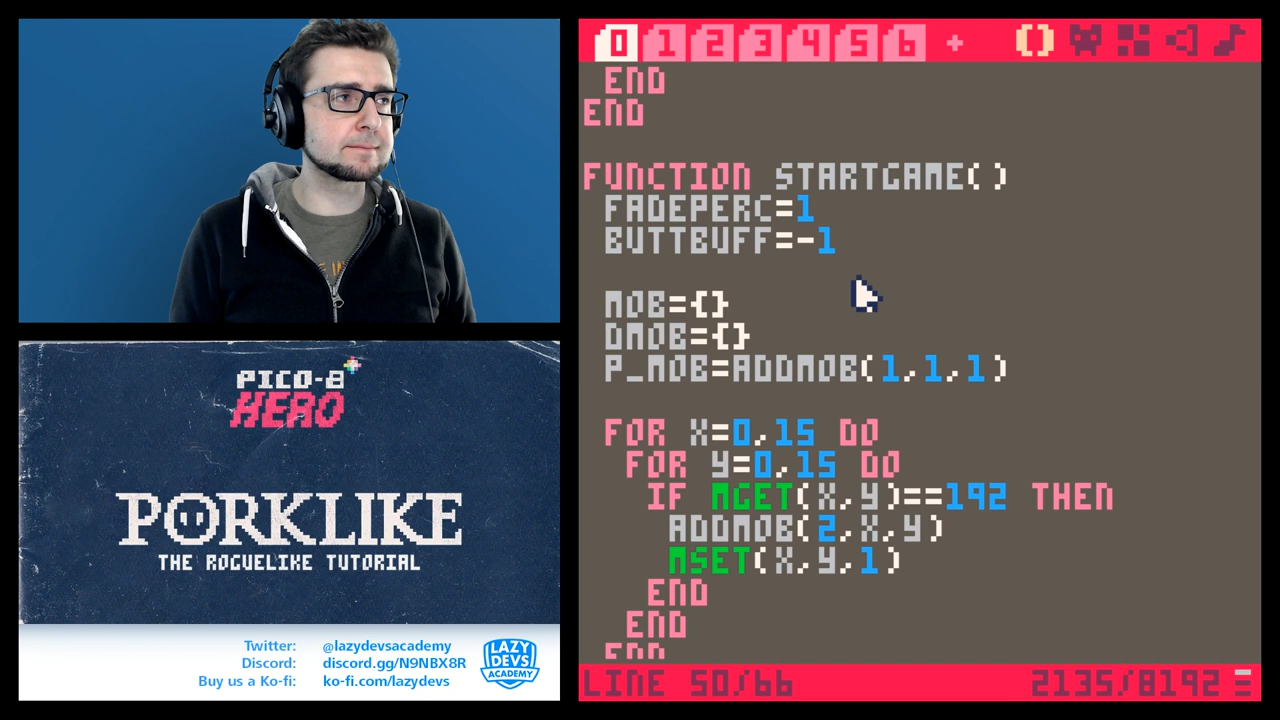 PICO-8
HERO
PORKLIKE
THE ROGUELIKE TUTORIAL
Twitter: @lazydevsacademy
Discord: discord.gg/N9NBX8R
Buy us a Ko-fi: ko-fi.com/lazydevs
LAZY
DEVS
ACADEMY
0 1 2 3 4 5 6 +
END
END
FUNCTION STARTGAME()
FADEPERC=1
BUTTBUFF=-1
MOB={}
DMOB={}
P_MOB=ADDMOB(1,1,1)
FOR X=0,15 DO
FOR Y=0,15 DO
IF MGET(X,Y)==192 THEN
ADDMOB(2,X,Y)
MSET(X,Y,1)
END
END
END
LINE 50/66
2135/8192